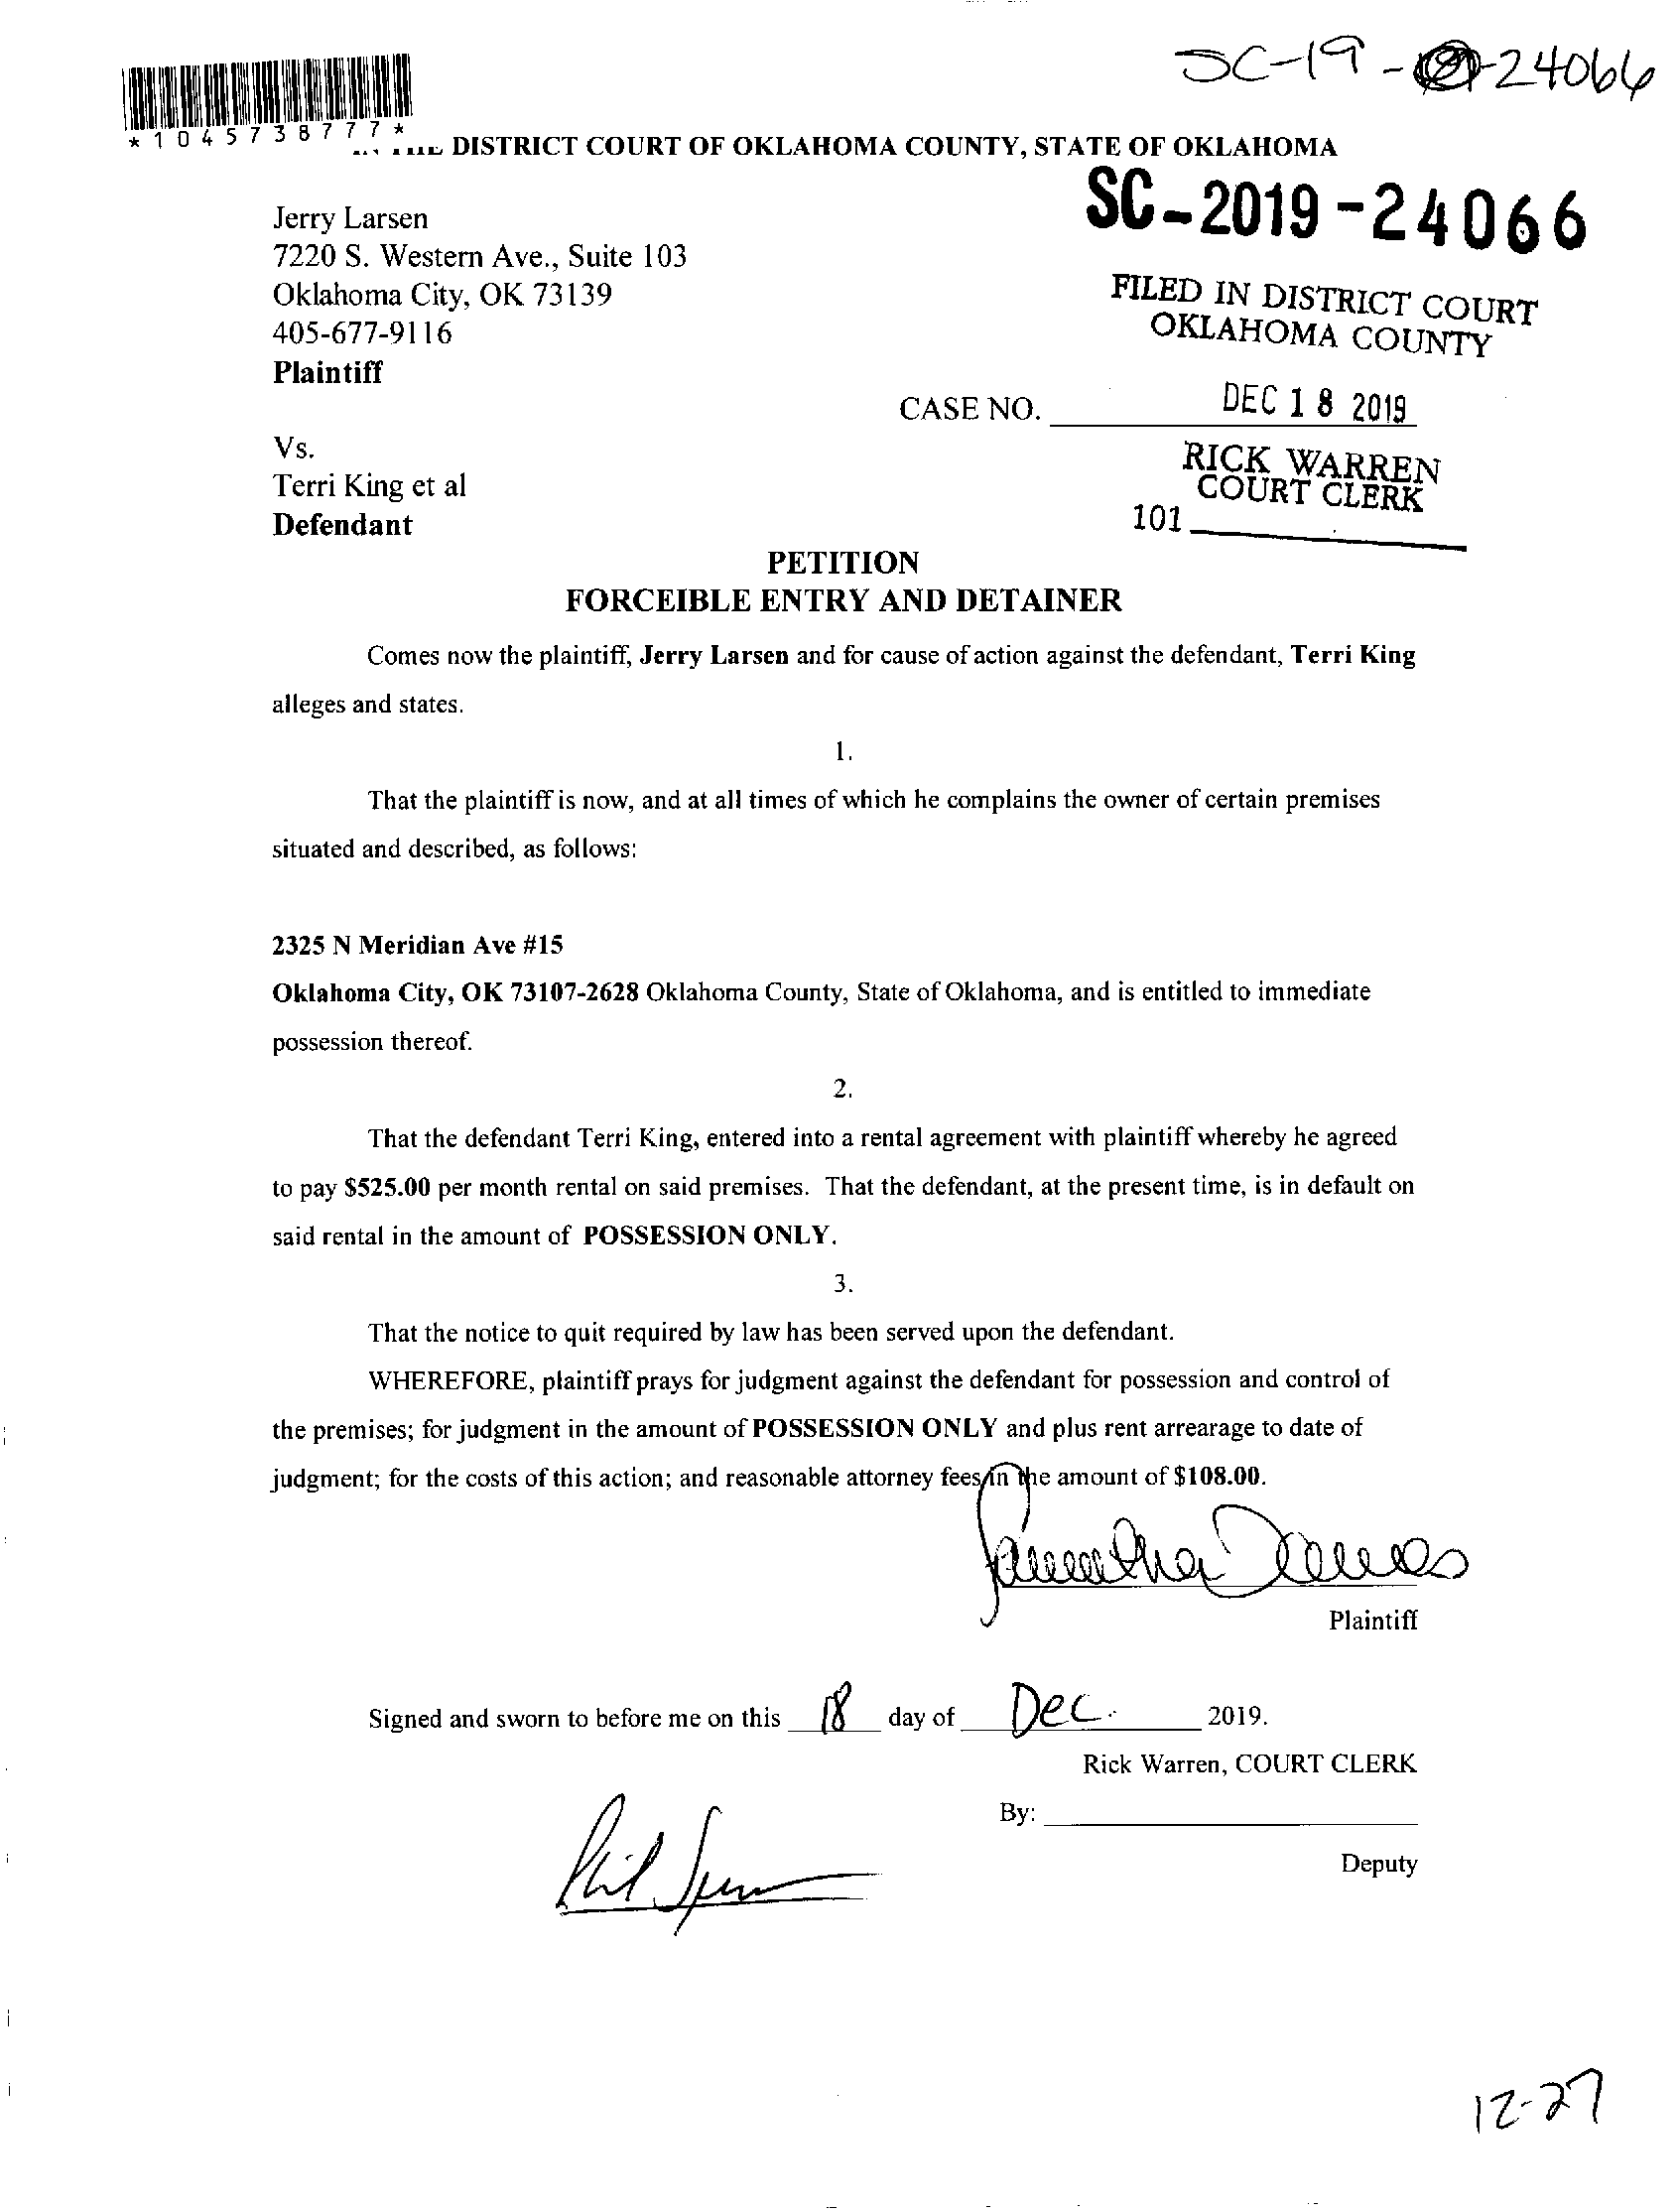 SC-19-24066
*1045738777*
DISTRICT COURT OF OKLAHOMA COUNTY, STATE OF OKLAHOMA
SC-2019-24066
Jerry Larsen
7220 S. Western Ave., Suite 103
Oklahoma City, OK 73139
405-677-9116
Plaintiff
FILED IN DISTRICT COURT
OKLAHOMA COUNTY
CASE NO. DEC 18 2019
Vs.
Terri King et al
Defendant
RICK WARREN
COURT CLERK
101
PETITION
FORCEIBLE ENTRY AND DETAINER
Comes now the plaintiff, Jerry Larsen and for cause of action against the defendant, Terri King
alleges and states.
1.
That the plaintiff is now, and at all times of which he complains the owner of certain premises
situated and described, as follows:
2325 N Meridian Ave #15
Oklahoma City, OK 73107-2628 Oklahoma County, State of Oklahoma, and is entitled to immediate
possession thereof.
2.
That the defendant Terri King, entered into a rental agreement with plaintiff whereby he agreed
to pay $525.00 per month rental on said premises. That the defendant, at the present time, is in default on
said rental in the amount of POSSESSION ONLY.
3.
That the notice to quit required by law has been served upon the defendant.
WHEREFORE, plaintiff prays for judgment against the defendant for possession and control of
the premises; for judgment in the amount of POSSESSION ONLY and plus rent arrearage to date of
judgment; for the costs of this action; and reasonable attorney fees in the amount of $108.00.
Samantha
Plaintiff
Signed and sworn to before me on this 18 day of Dec. 2019.
Rick Warren, COURT CLERK
By:
Deputy
Phil
12-27